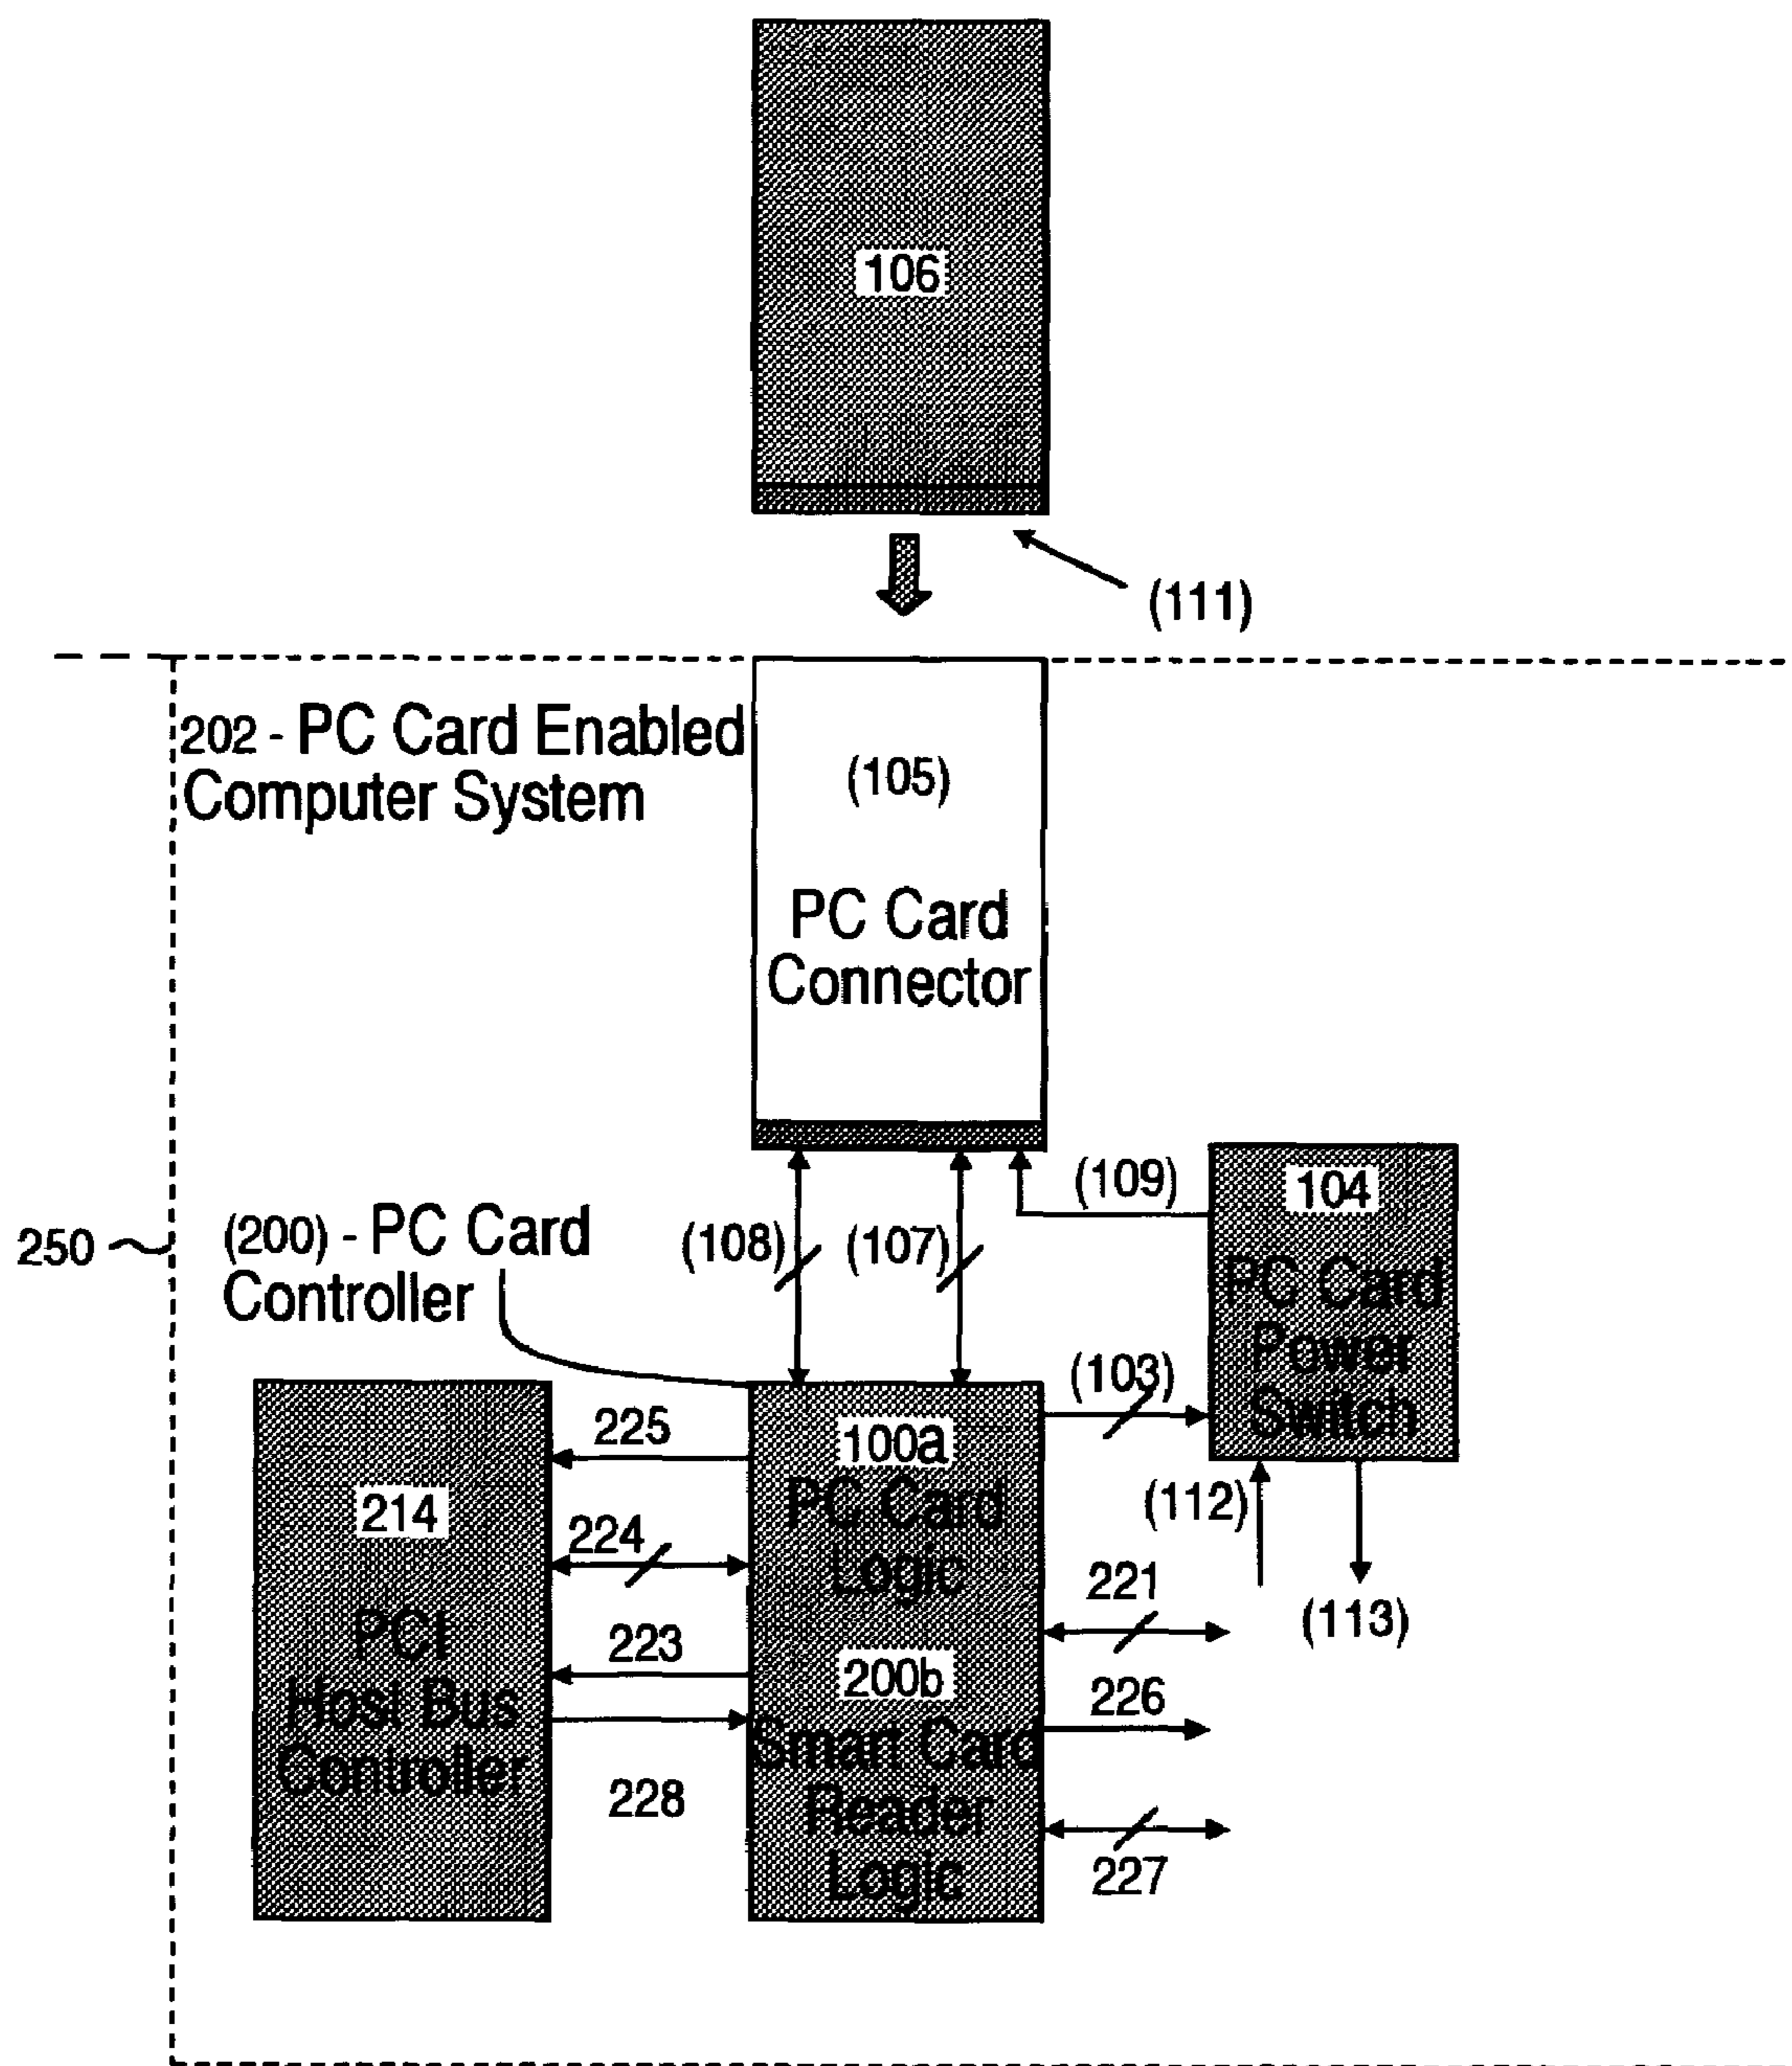 106
(111)
202 - PC Card Enabled
Computer System
(105)
PC Card
Connector
250
(200) - PC Card
Controller
(108)
(107)
(109)
104
PC Card
Power
Switch
(103)
(112)
(113)
225
224
223
228
214
PCI
Host Bus
Controller
100a
PC Card
Logic
200b
Smart Card
Reader
Logic
221
226
227